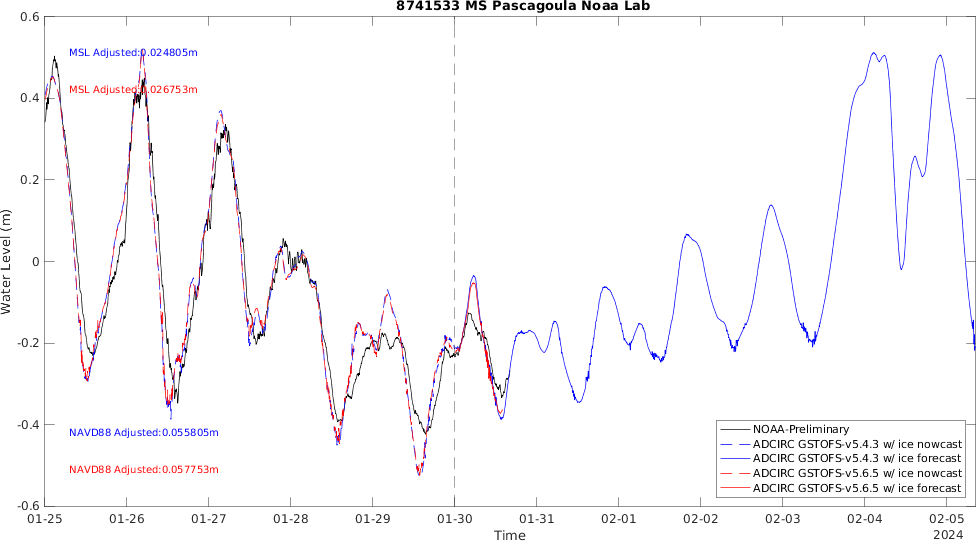 8741533 MS Pascagoula Noaa Lab
0.6
0.4
0.2
0
-0.2
-0.4
-0.6
Water Level (m)
MSL Adjusted:0.024805m
MSL Adjusted:0.026753m
NAVD88 Adjusted:0.055805m
NAVD88 Adjusted:0.057753m
NOAA-Preliminary
ADCIRC GSTOFS-v5.4.3 w/ ice nowcast
ADCIRC GSTOFS-v5.4.3 w/ ice forecast
ADCIRC GSTOFS-v5.6.5 w/ ice nowcast
ADCIRC GSTOFS-v5.6.5 w/ ice forecast
01-25 01-26 01-27 01-28 01-29 01-30 01-31 02-01 02-02 02-03 02-04 02-05
2024
Time